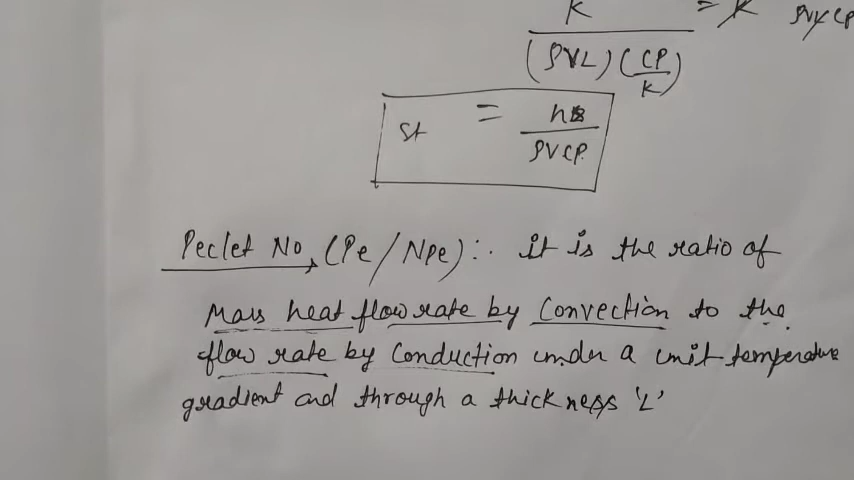 K = K ρVCP
(ρVL) (CP/K)
St = h/ρVCP
Peclet No, (Pe/Npe):. it is the ratio of
Mass heat flow rate by Convection to the
flow rate by Conduction under a unit temperature
gradient and through a thickness 'L'